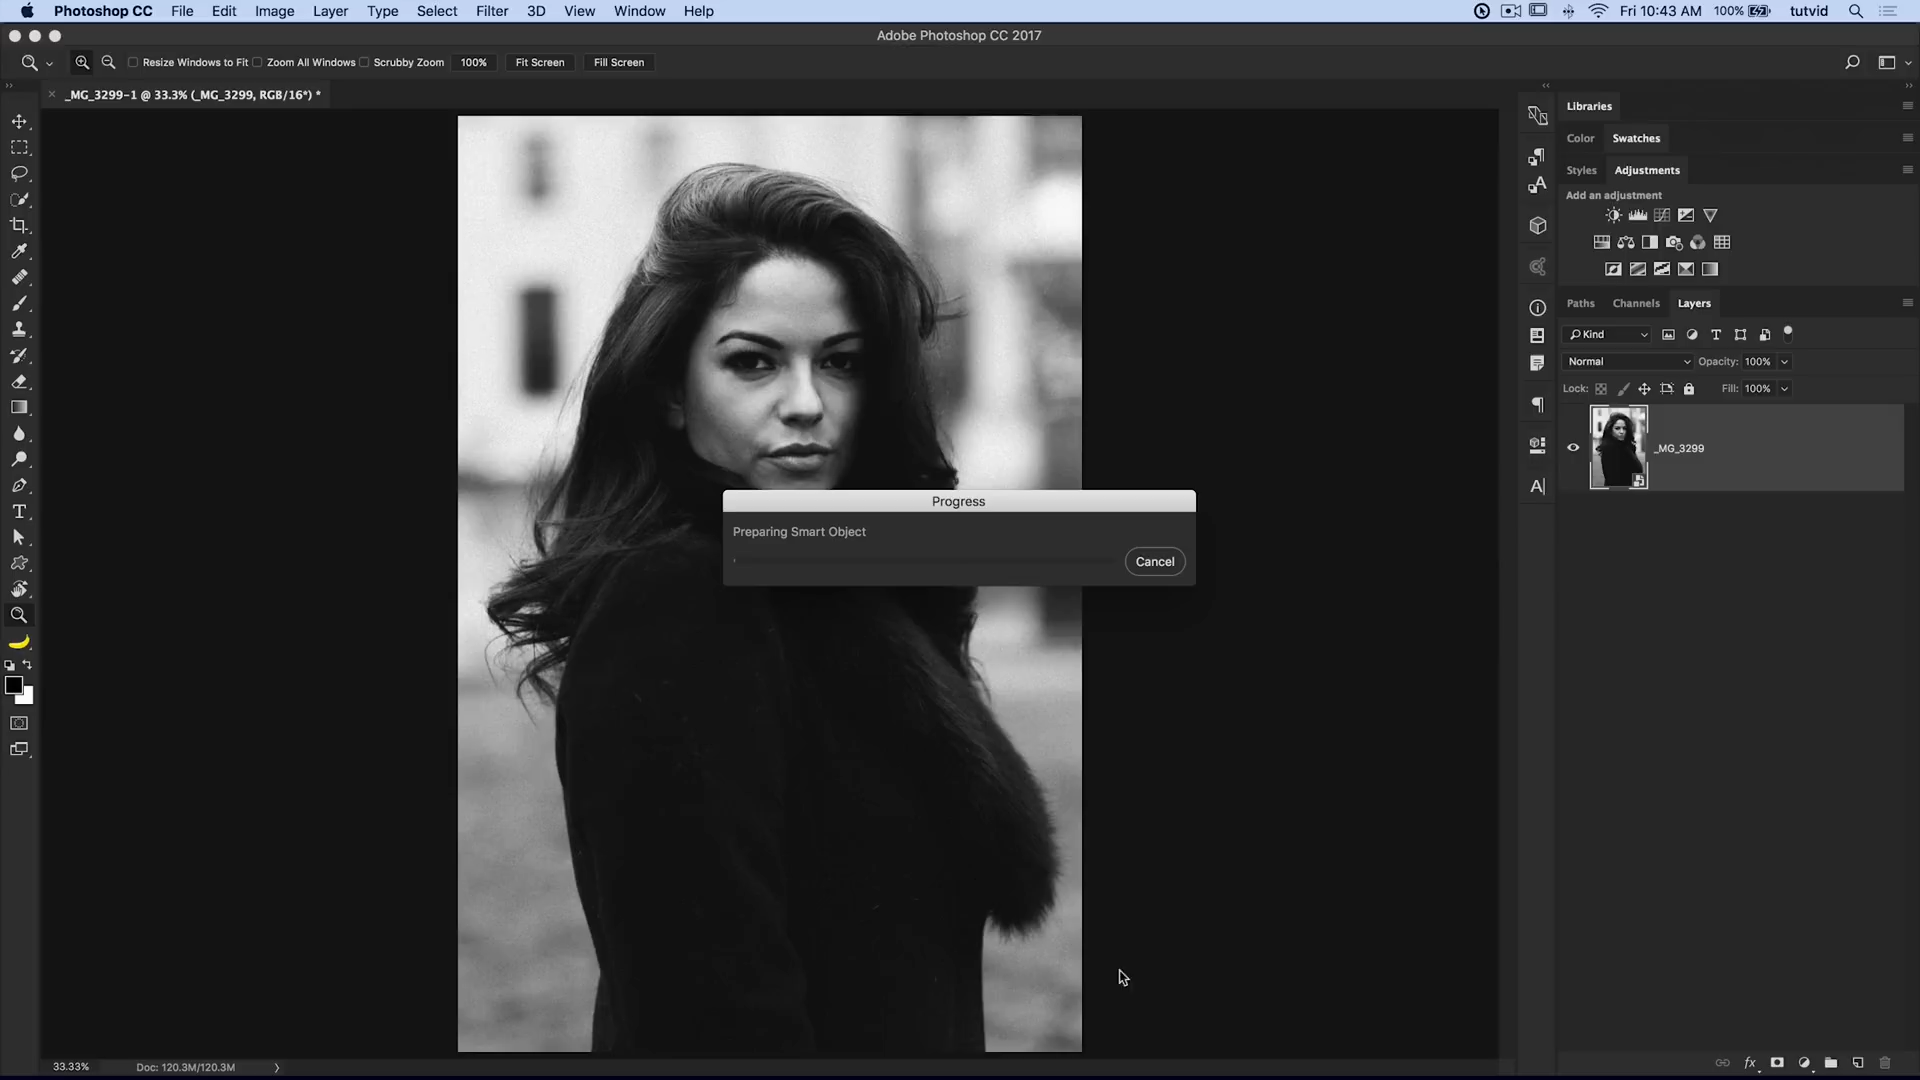 Photoshop CC File Edit Image Layer Type Select Filter 3D View Window Help Fri 10:43 AM 100% tutvid
Adobe Photoshop CC 2017
Resize Windows to Fit Zoom All Windows Scrubby Zoom 100% Fit Screen Fill Screen
_MG_3299-1 @ 33.3% (_MG_3299, RGB/16*) *
Libraries
Color Swatches
Styles Adjustments
Add an adjustment
Paths Channels Layers
Kind
Normal Opacity: 100%
Lock: Fill: 100%
_MG_3299
Progress
Preparing Smart Object
Cancel
33.33% Doc: 120.3M/120.3M